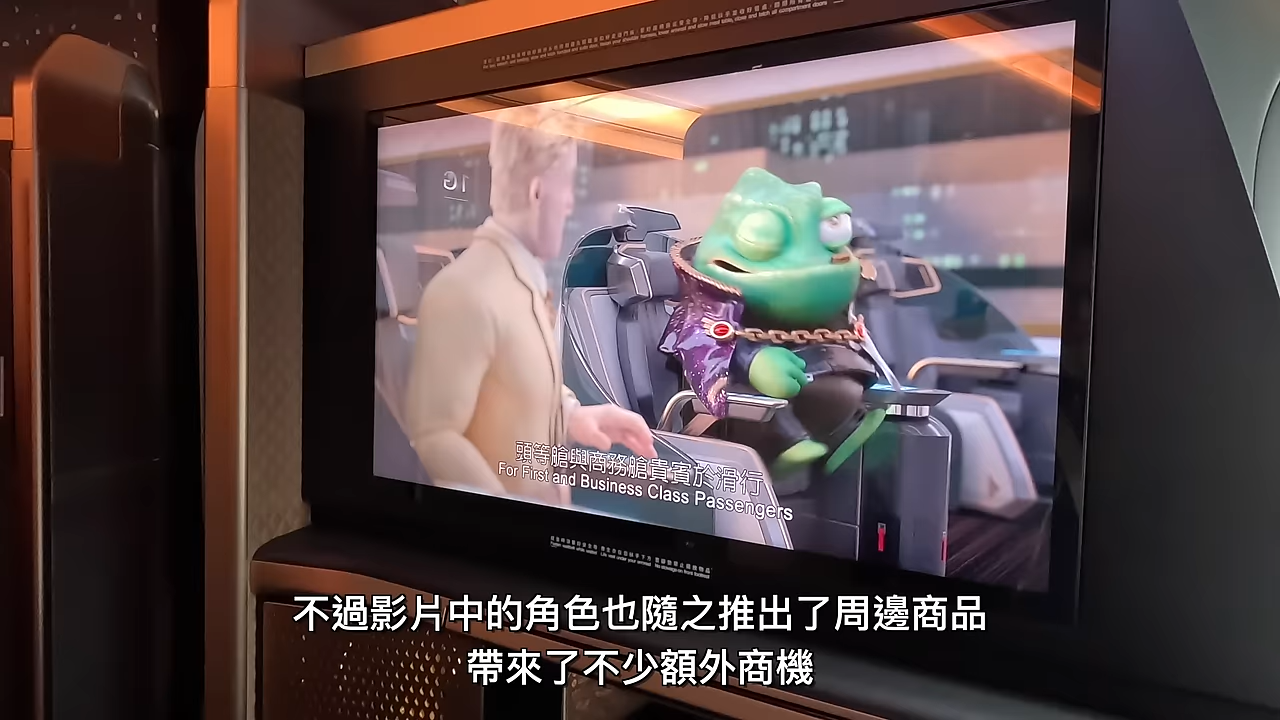 頭等艙與商務艙貴賓於滑行
For First and Business Class Passengers
不過影片中的角色也隨之推出了周邊商品
帶來了不少額外商機